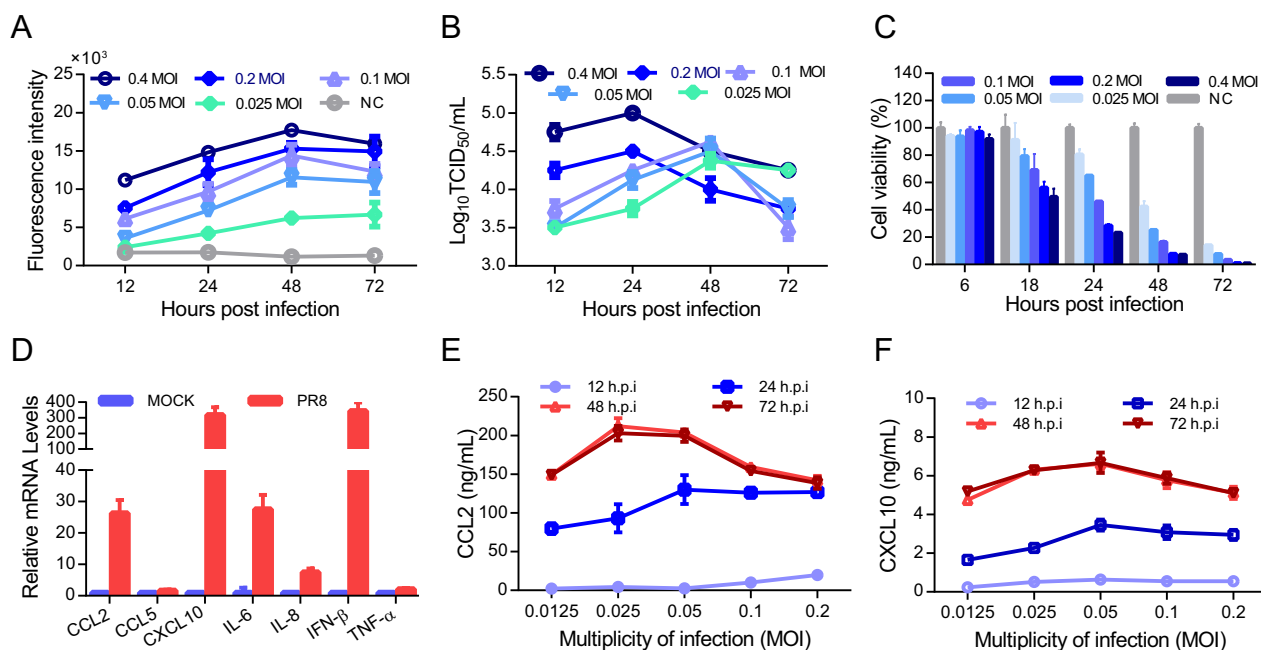 A
×10³
Fluorescence intensity
25
20
15
10
5
0
0.4 MOI
0.2 MOI
0.1 MOI
0.05 MOI
0.025 MOI
NC
12
24
48
72
Hours post infection
B
Log₁₀TCID₅₀/mL
5.5
5.0
4.5
4.0
3.5
3.0
0.4 MOI
0.2 MOI
0.1 MOI
0.05 MOI
0.025 MOI
12
24
48
72
Hours post infection
C
Cell viability (%)
140
120
100
80
60
40
20
0
0.1 MOI
0.2 MOI
0.4 MOI
0.05 MOI
0.025 MOI
NC
6
18
24
48
72
Hours post infection
D
Relative mRNA Levels
400
300
200
100
40
30
20
10
0
MOCK
PR8
CCL2
CCL5
CXCL10
IL-6
IL-8
IFN-β
TNF-α
E
CCL2 (ng/mL)
250
200
150
100
50
0
12 h.p.i
24 h.p.i
48 h.p.i
72 h.p.i
0.0125
0.025
0.05
0.1
0.2
Multiplicity of infection (MOI)
F
CXCL10 (ng/mL)
10
8
6
4
2
0
12 h.p.i
24 h.p.i
48 h.p.i
72 h.p.i
0.0125
0.025
0.05
0.1
0.2
Multiplicity of infection (MOI)